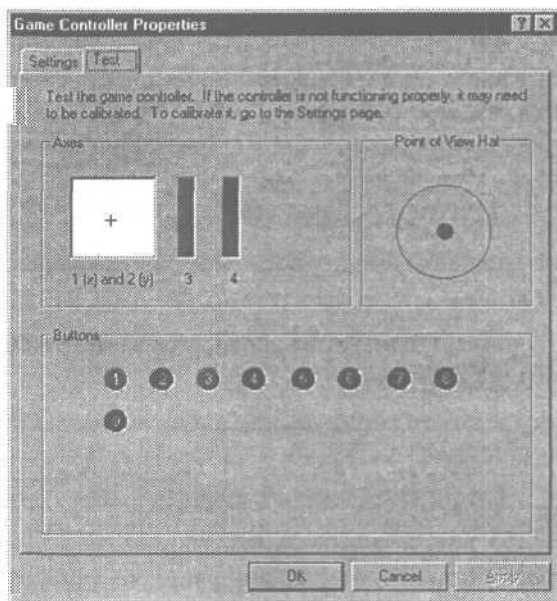 Game Controller Properties
? X
Settings Test
Test the game controller. If the controller is not functioning properly, it may need
to be calibrated. To calibrate it, go to the Settings page.
Axes
Point of View Hat
1 (x) and 2 (y) 3 4
Buttons
1 2 3 4 5 6 7 8
9
OK Cancel Apply